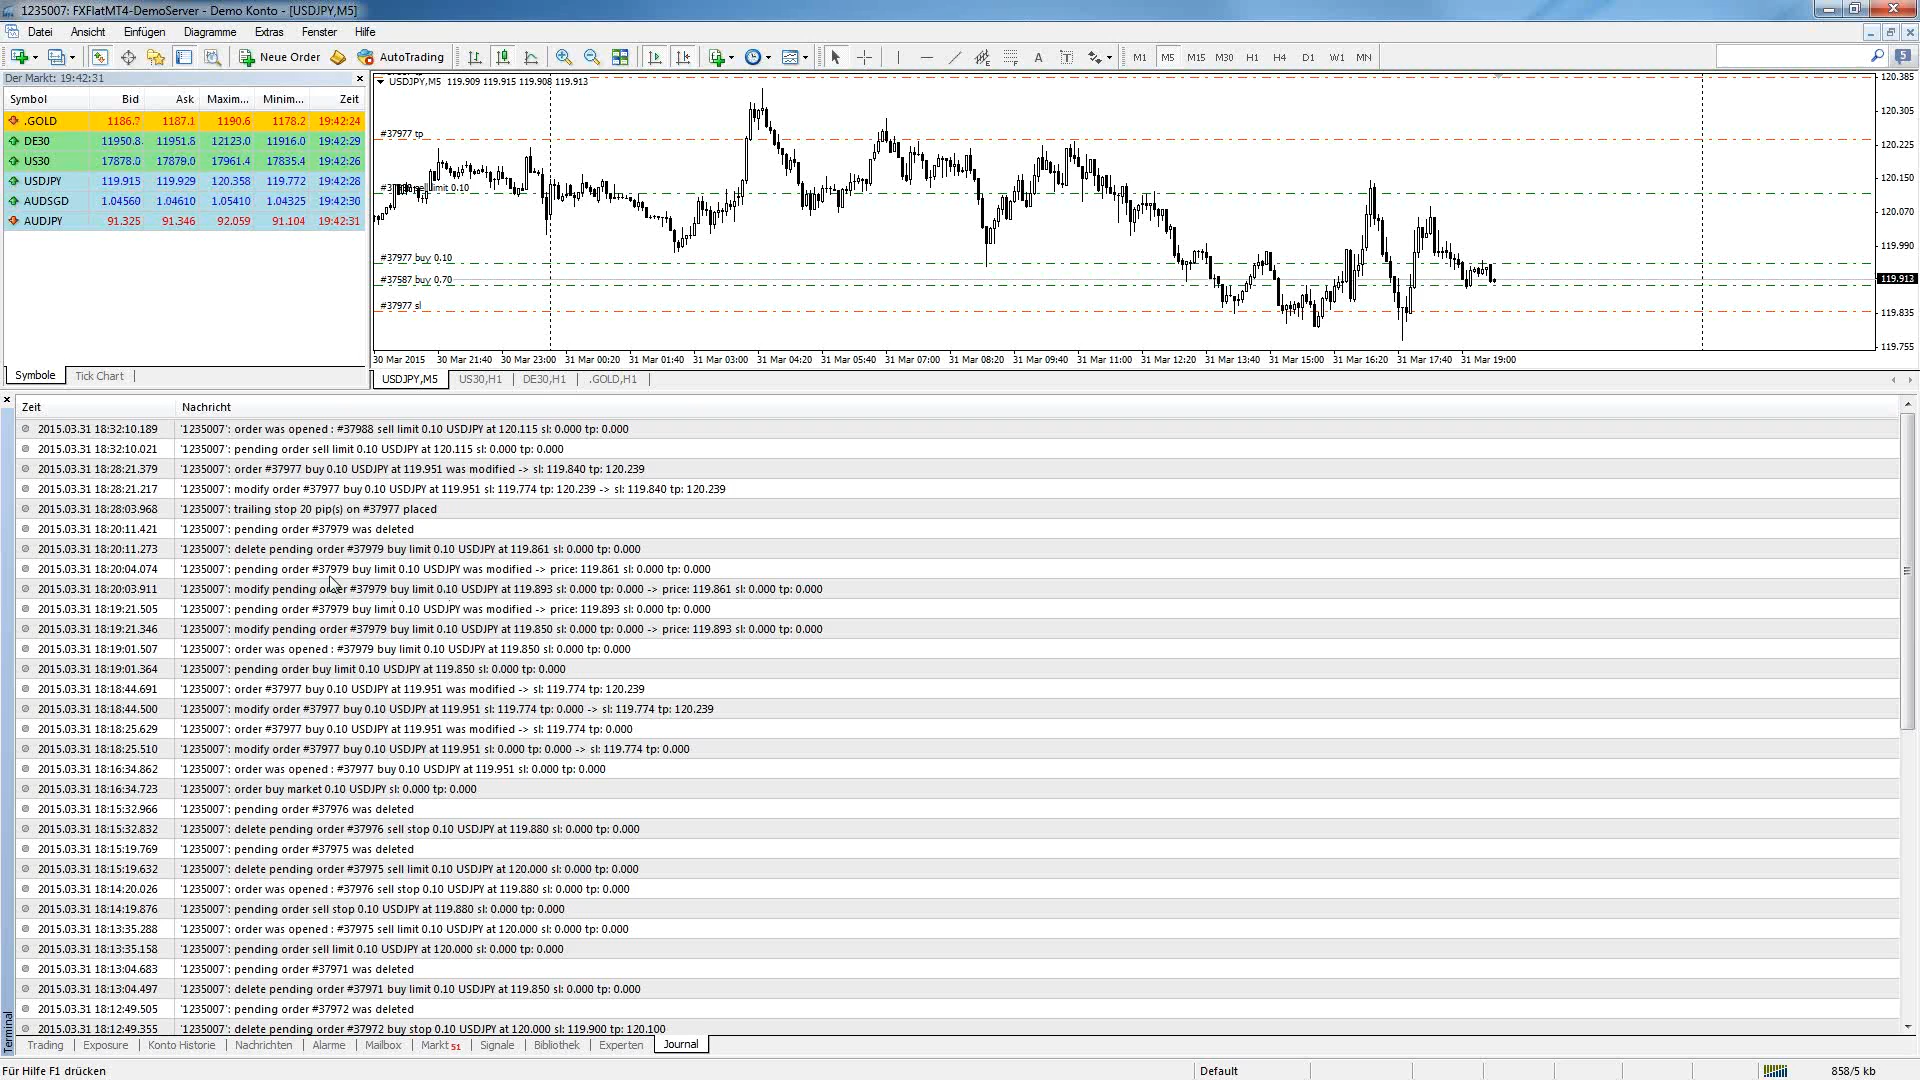 1235007: FXFlatMT4-DemoServer - Demo Konto - [USDJPY,M5]
Datei Ansicht Einfügen Diagramme Extras Fenster Hilfe
Neue Order AutoTrading A T M1 M5 M15 M30 H1 H4 D1 W1 MN 5
Der Markt: 19:42:31
Symbol Bid Ask Maxim... Minim... Zeit
.GOLD 1186.? 1187.1 1190.6 1178.2 19:42:24
DE30 11950.8 11951.8 12123.0 11916.0 19:42:29
US30 17878.0 17879.0 17961.4 17835.4 19:42:26
USDJPY 119.915 119.929 120.358 119.772 19:42:28
AUDSGD 1.04560 1.04610 1.05410 1.04325 19:42:30
AUDJPY 91.325 91.346 92.059 91.104 19:42:31
Symbole Tick Chart
USDJPY,M5 119.909 119.915 119.908 119.913
#37977 tp
sell limit 0.10
#37977 buy 0.10
#37587 buy 0.70
#37977 sl
120.385
120.305
120.225
120.150
120.070
119.990
119.913
119.835
119.755
30 Mar 2015 30 Mar 21:40 30 Mar 23:00 31 Mar 00:20 31 Mar 01:40 31 Mar 03:00 31 Mar 04:20 31 Mar 05:40 31 Mar 07:00 31 Mar 08:20 31 Mar 09:40 31 Mar 11:00 31 Mar 12:20 31 Mar 13:40 31 Mar 15:00 31 Mar 16:20 31 Mar 17:40 31 Mar 19:00
USDJPY,M5 US30,H1 DE30,H1 .GOLD,H1
Zeit Nachricht
2015.03.31 18:32:10.189 '1235007': order was opened : #37988 sell limit 0.10 USDJPY at 120.115 sl: 0.000 tp: 0.000
2015.03.31 18:32:10.021 '1235007': pending order sell limit 0.10 USDJPY at 120.115 sl: 0.000 tp: 0.000
2015.03.31 18:28:21.379 '1235007': order #37977 buy 0.10 USDJPY at 119.951 was modified -> sl: 119.840 tp: 120.239
2015.03.31 18:28:21.217 '1235007': modify order #37977 buy 0.10 USDJPY at 119.951 sl: 119.774 tp: 120.239 -> sl: 119.840 tp: 120.239
2015.03.31 18:28:03.968 '1235007': trailing stop 20 pip(s) on #37977 placed
2015.03.31 18:20:11.421 '1235007': pending order #37979 was deleted
2015.03.31 18:20:11.273 '1235007': delete pending order #37979 buy limit 0.10 USDJPY at 119.861 sl: 0.000 tp: 0.000
2015.03.31 18:20:04.074 '1235007': pending order #37979 buy limit 0.10 USDJPY was modified -> price: 119.861 sl: 0.000 tp: 0.000
2015.03.31 18:20:03.911 '1235007': modify pending order #37979 buy limit 0.10 USDJPY at 119.893 sl: 0.000 tp: 0.000 -> price: 119.861 sl: 0.000 tp: 0.000
2015.03.31 18:19:21.505 '1235007': pending order #37979 buy limit 0.10 USDJPY was modified -> price: 119.893 sl: 0.000 tp: 0.000
2015.03.31 18:19:21.346 '1235007': modify pending order #37979 buy limit 0.10 USDJPY at 119.850 sl: 0.000 tp: 0.000 -> price: 119.893 sl: 0.000 tp: 0.000
2015.03.31 18:19:01.507 '1235007': order was opened : #37979 buy limit 0.10 USDJPY at 119.850 sl: 0.000 tp: 0.000
2015.03.31 18:19:01.364 '1235007': pending order buy limit 0.10 USDJPY at 119.850 sl: 0.000 tp: 0.000
2015.03.31 18:18:44.691 '1235007': order #37977 buy 0.10 USDJPY at 119.951 was modified -> sl: 119.774 tp: 120.239
2015.03.31 18:18:44.500 '1235007': modify order #37977 buy 0.10 USDJPY at 119.951 sl: 119.774 tp: 0.000 -> sl: 119.774 tp: 120.239
2015.03.31 18:18:25.629 '1235007': order #37977 buy 0.10 USDJPY at 119.951 was modified -> sl: 119.774 tp: 0.000
2015.03.31 18:18:25.510 '1235007': modify order #37977 buy 0.10 USDJPY at 119.951 sl: 0.000 tp: 0.000 -> sl: 119.774 tp: 0.000
2015.03.31 18:16:34.862 '1235007': order was opened : #37977 buy 0.10 USDJPY at 119.951 sl: 0.000 tp: 0.000
2015.03.31 18:16:34.723 '1235007': order buy market 0.10 USDJPY sl: 0.000 tp: 0.000
2015.03.31 18:15:32.966 '1235007': pending order #37976 was deleted
2015.03.31 18:15:32.832 '1235007': delete pending order #37976 sell stop 0.10 USDJPY at 119.880 sl: 0.000 tp: 0.000
2015.03.31 18:15:19.769 '1235007': pending order #37975 was deleted
2015.03.31 18:15:19.632 '1235007': delete pending order #37975 sell limit 0.10 USDJPY at 120.000 sl: 0.000 tp: 0.000
2015.03.31 18:14:20.026 '1235007': order was opened : #37976 sell stop 0.10 USDJPY at 119.880 sl: 0.000 tp: 0.000
2015.03.31 18:14:19.876 '1235007': pending order sell stop 0.10 USDJPY at 119.880 sl: 0.000 tp: 0.000
2015.03.31 18:13:35.288 '1235007': order was opened : #37975 sell limit 0.10 USDJPY at 120.000 sl: 0.000 tp: 0.000
2015.03.31 18:13:35.158 '1235007': pending order sell limit 0.10 USDJPY at 120.000 sl: 0.000 tp: 0.000
2015.03.31 18:13:04.683 '1235007': pending order #37971 was deleted
2015.03.31 18:13:04.497 '1235007': delete pending order #37971 buy limit 0.10 USDJPY at 119.850 sl: 0.000 tp: 0.000
2015.03.31 18:12:49.505 '1235007': pending order #37972 was deleted
2015.03.31 18:12:49.355 '1235007': delete pending order #37972 buy stop 0.10 USDJPY at 120.000 sl: 119.900 tp: 120.100
Terminal
Trading Exposure Konto Historie Nachrichten Alarme Mailbox Markt 51 Signale Bibliothek Experten Journal
Für Hilfe F1 drücken Default 858/5 kb